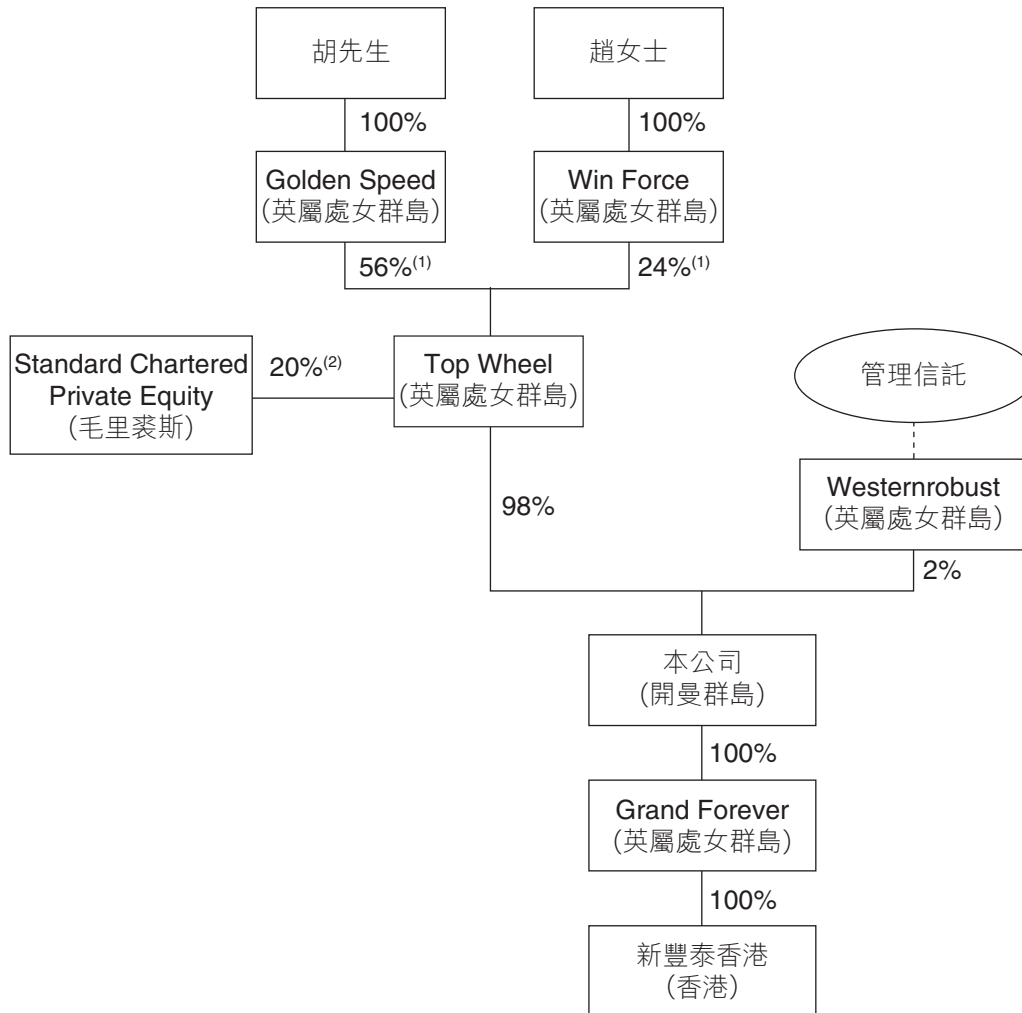 胡先生
趙女士
100%
100%
Golden Speed
(英屬處女群島)
Win Force
(英屬處女群島)
56%(1)
24%(1)
Standard Chartered
Private Equity
(毛里裘斯)
20%(2)
Top Wheel
(英屬處女群島)
管理信託
98%
Westernrobust
(英屬處女群島)
2%
本公司
(開曼群島)
100%
Grand Forever
(英屬處女群島)
100%
新豐泰香港
(香港)